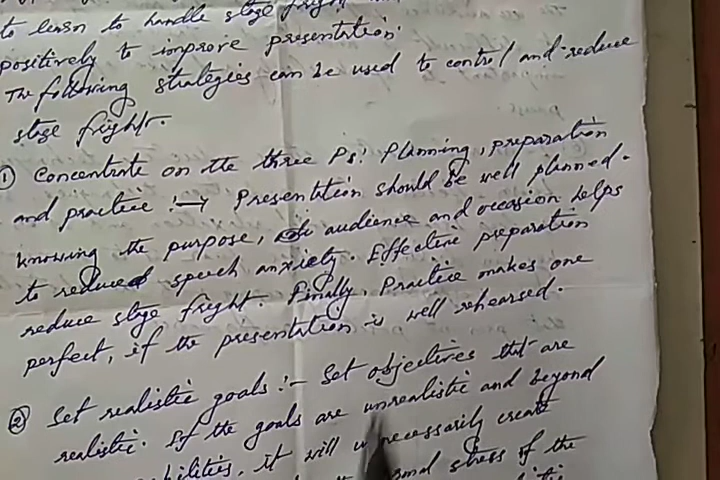 to learn to handle stage fright
positively to improve presentation.
The following strategies can be used to control and reduce
stage fright.
① Concentrate on the three Ps: Planning, preparation
and practice :→ Presentation should be well planned.
knowing the purpose, audience and occasion helps
to reduce speech anxiety. Effective preparation
reduce stage fright. Finally, Practice makes one
perfect, if the presentation is well rehearsed.
② Set realistic goals :- Set objectives that are
realistic. If the goals are unrealistic and beyond
it will unnecessarily create
stress of the